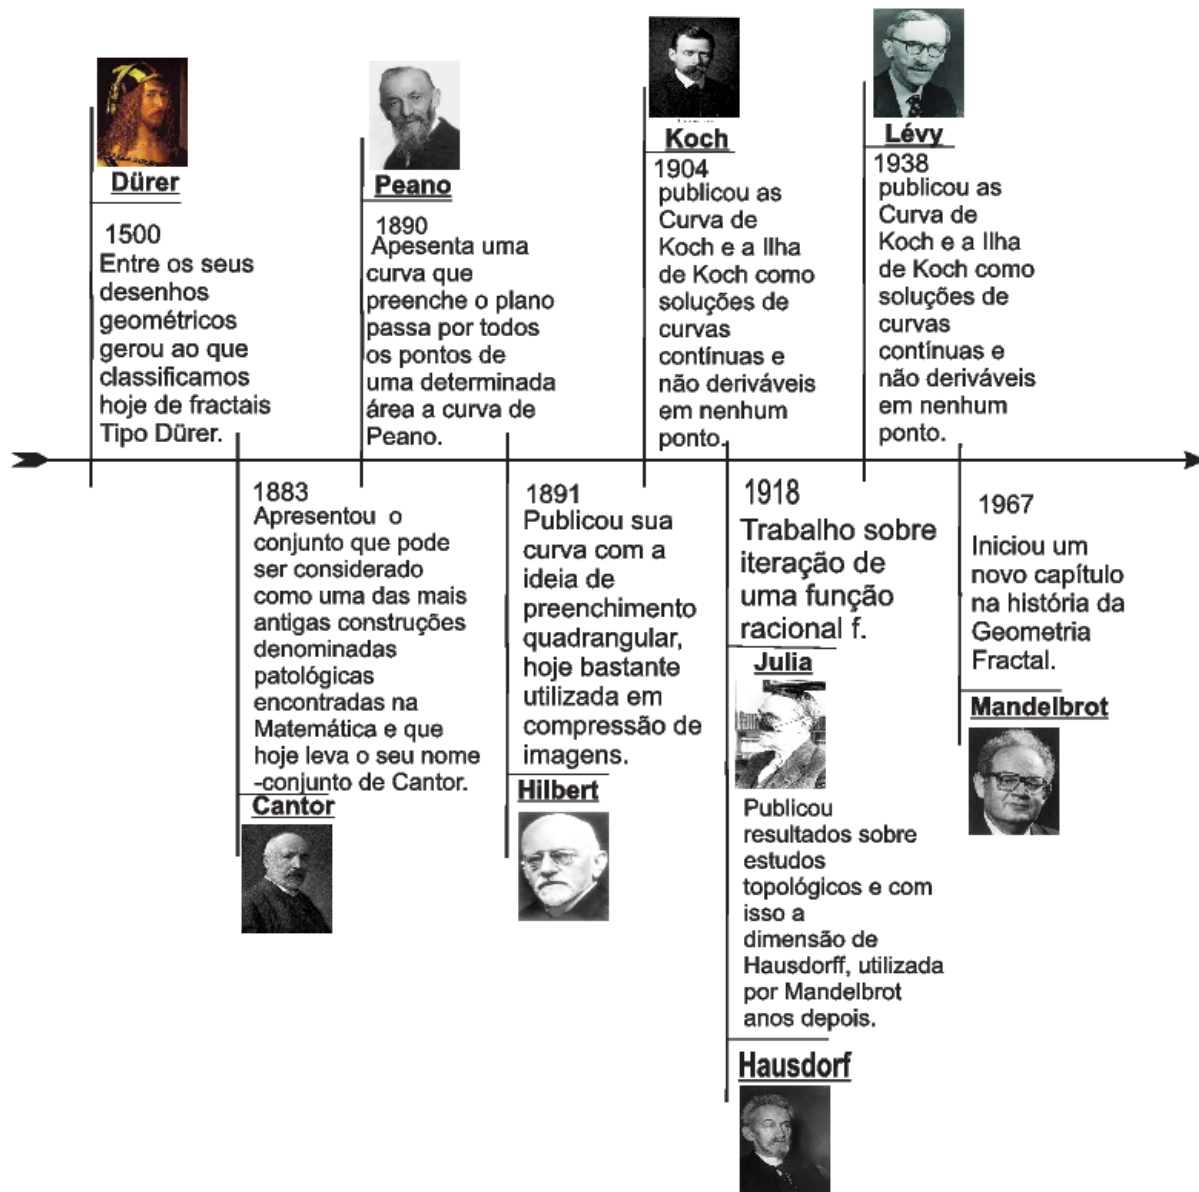 Dürer
1500
Entre os seus
desenhos
geométricos
gerou ao que
classificamos
hoje de fractais
Tipo Dürer.
1883
Apresentou o
conjunto que pode
ser considerado
como uma das mais
antigas construções
denominadas
patológicas
encontradas na
Matemática e que
hoje leva o seu nome
-conjunto de Cantor.
Cantor
Peano
1890
Apesenta uma
curva que
preenche o plano
passa por todos
os pontos de
uma determinada
área a curva de
Peano.
1891
Publicou sua
curva com a
ideia de
preenchimento
quadrangular,
hoje bastante
utilizada em
compressão de
imagens.
Hilbert
Koch
1904
publicou as
Curva de
Koch e a Ilha
de Koch como
soluções de
curvas
contínuas e
não deriváveis
em nenhum
ponto.
1918
Trabalho sobre
iteração de
uma função
racional f.
Julia
Publicou
resultados sobre
estudos
topológicos e com
isso a
dimensão de
Hausdorff, utilizada
por Mandelbrot
anos depois.
Hausdorf
Lévy
1938
publicou as
Curva de
Koch e a Ilha
de Koch como
soluções de
curvas
contínuas e
não deriváveis
em nenhum
ponto.
1967
Iniciou um
novo capítulo
na história da
Geometria
Fractal.
Mandelbrot